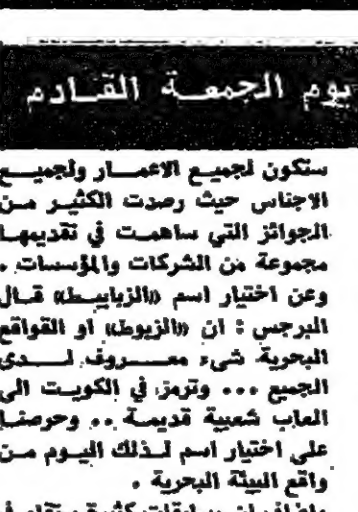 يوم الجمعة القادم
ستكون لجميع الاعمار ولجميع
الاجناس حيث رصدت الكثير من
الجوائز التي ساهمت في تقديمها
مجموعة من الشركات والمؤسسات .
وعن اختيار اسم «الزبابيط» قال
البرجس : ان «الزبوط» او القواقع
البحرية شيء معروف لدى
الجميع ... وترمز في الكويت الى
العاب شعبية قديمة .. وحرصنا
على اختيار اسم لذلك اليوم من
واقع البيئة البحرية .